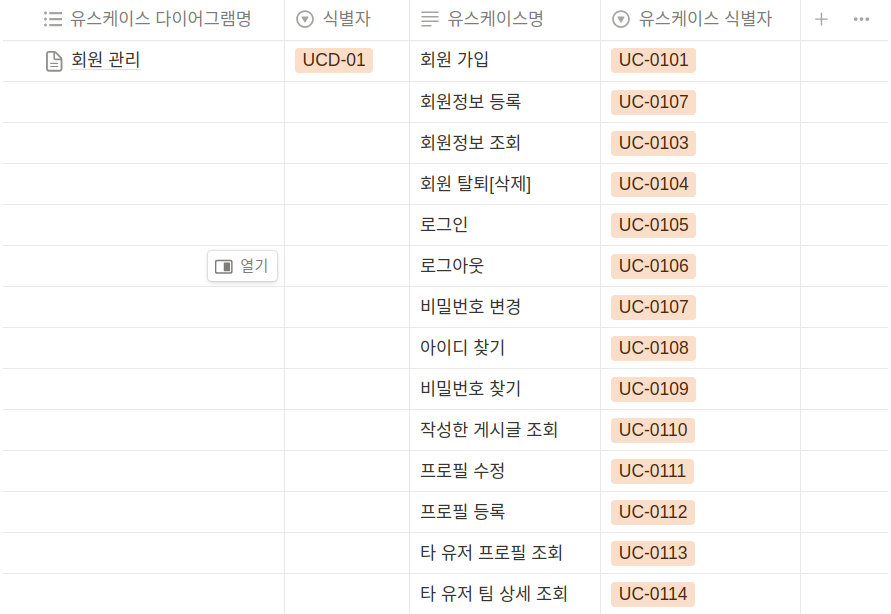 유스케이스 다이어그램명 식별자 유스케이스명 유스케이스 식별자
회원 관리 UCD-01 회원 가입 UC-0101
회원정보 등록 UC-0107
회원정보 조회 UC-0103
회원 탈퇴[삭제] UC-0104
로그인 UC-0105
열기 로그아웃 UC-0106
비밀번호 변경 UC-0107
아이디 찾기 UC-0108
비밀번호 찾기 UC-0109
작성한 게시글 조회 UC-0110
프로필 수정 UC-0111
프로필 등록 UC-0112
타 유저 프로필 조회 UC-0113
타 유저 팀 상세 조회 UC-0114